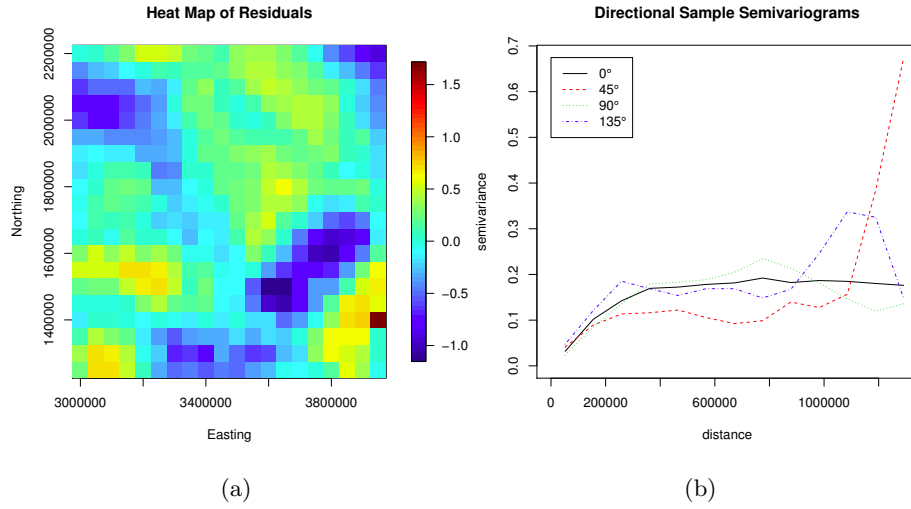 Heat Map of Residuals
2200000
2000000
1800000
1600000
1400000
Northing
3000000 3400000 3800000
Easting
1.5
1.0
0.5
0.0
−0.5
−1.0
(a)
Directional Sample Semivariograms
0.7
0.6
0.5
0.4
0.3
0.2
0.1
0.0
semivariance
0°
45°
90°
135°
0 200000 600000 1000000
distance
(b)